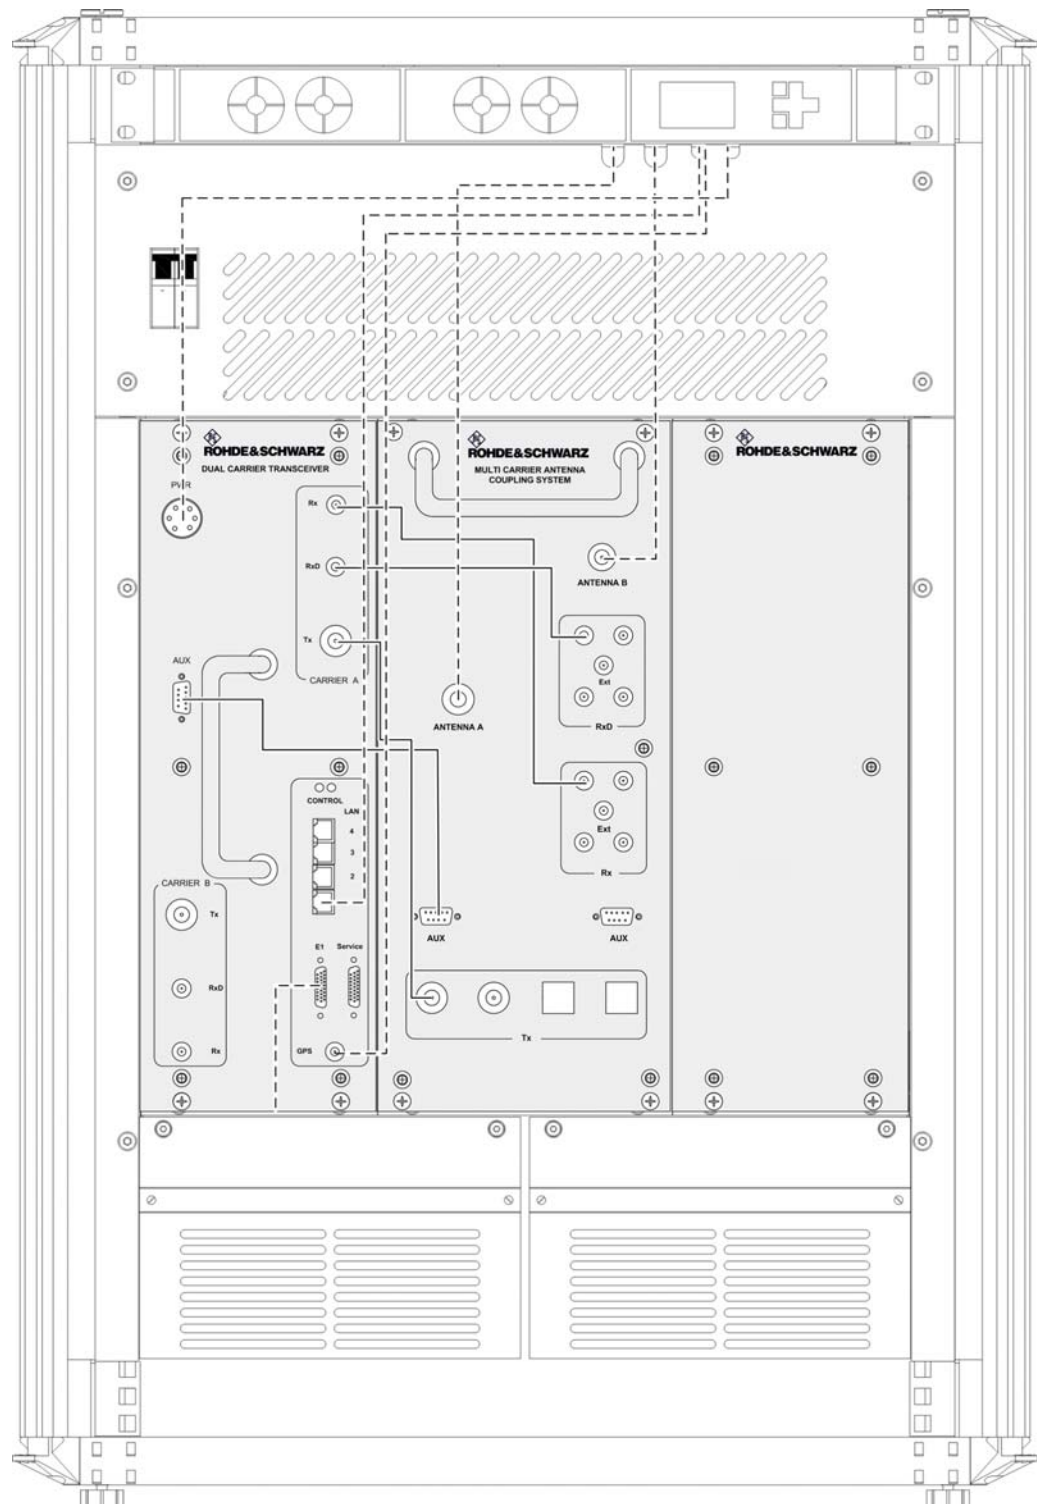 ROHDE&SCHWARZ
DUAL CARRIER TRANSCEIVER
PWR
Rx
RxD
Tx
CARRIER A
AUX
CONTROL
LAN
4
3
2
CARRIER B
Tx
RxD
Rx
E1 Service
GPS
ROHDE&SCHWARZ
MULTI CARRIER ANTENNA
COUPLING SYSTEM
ANTENNA B
ANTENNA A
Ext
RxD
Ext
Rx
AUX
AUX
Tx
ROHDE&SCHWARZ